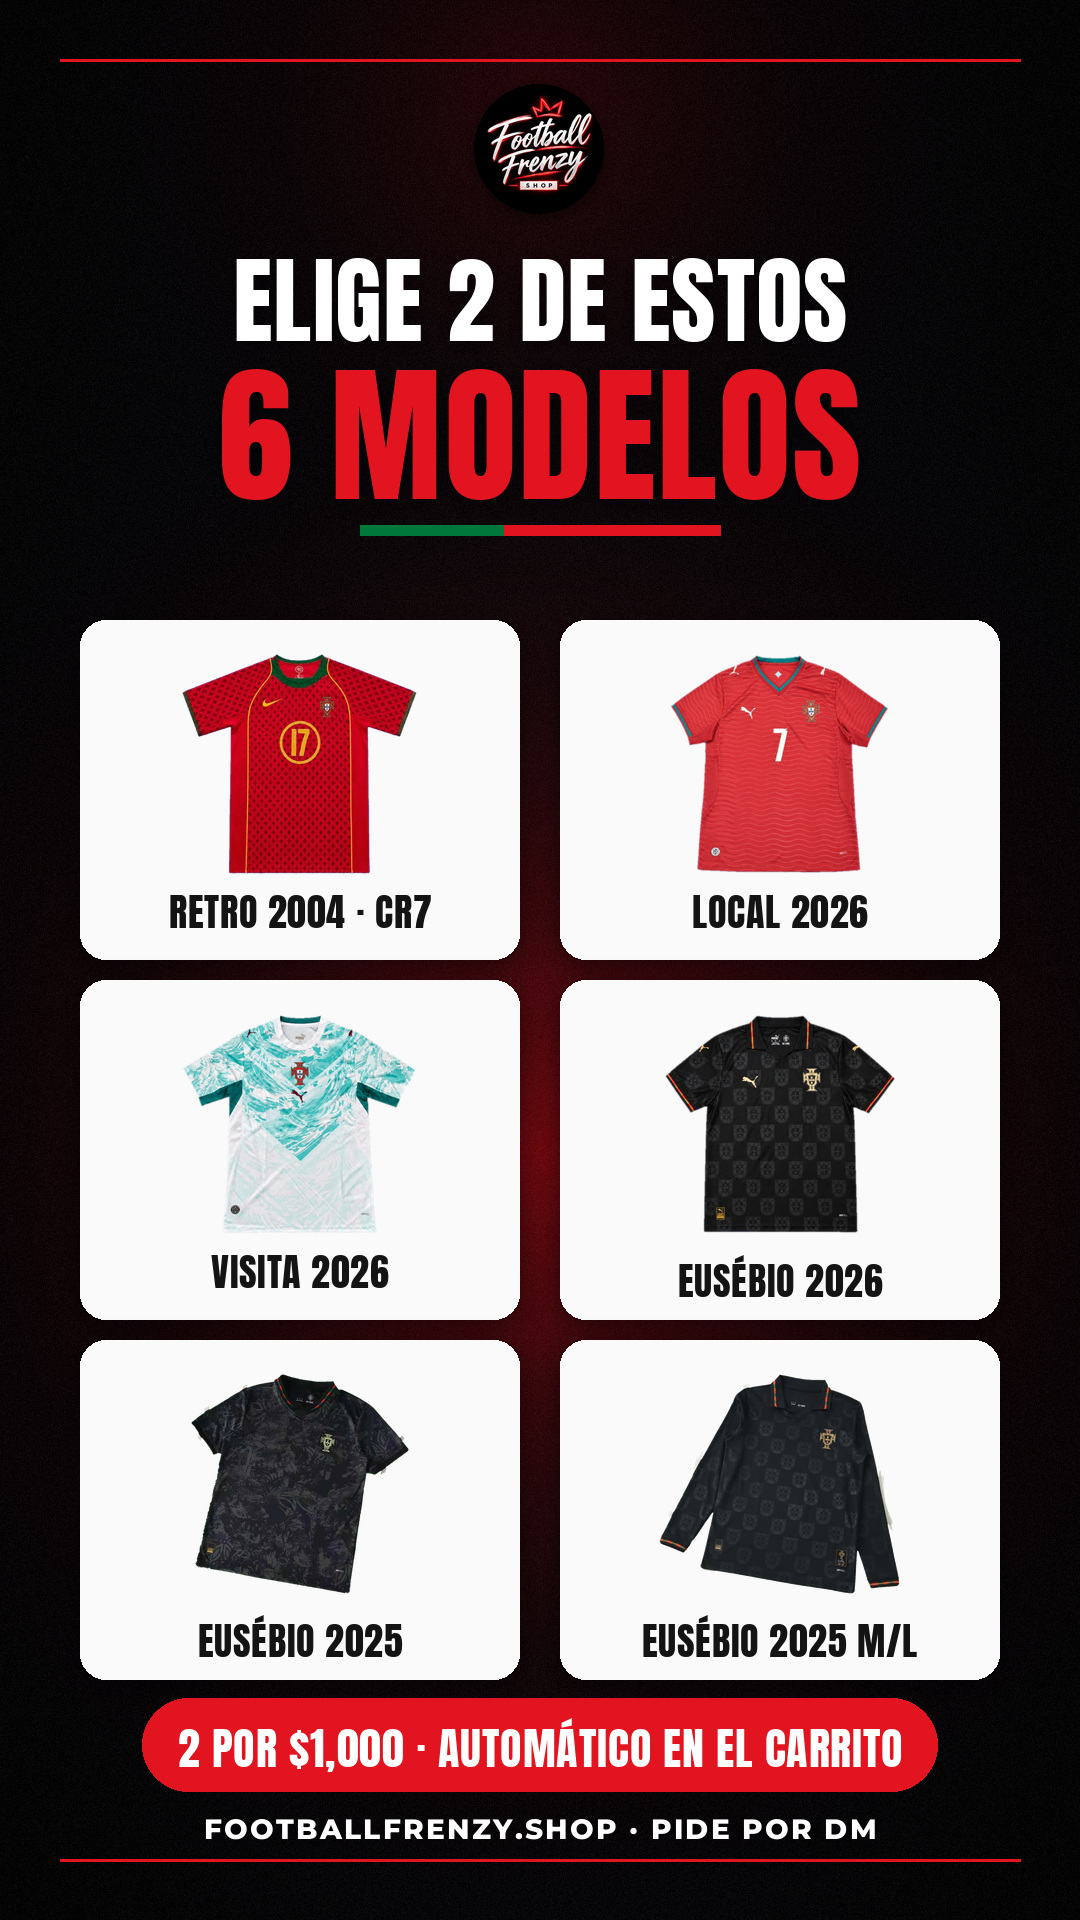 Football
Frenzy
SHOP
ELIGE 2 DE ESTOS
6 MODELOS
17
7
RETRO 2004 · CR7
LOCAL 2026
VISITA 2026
EUSÉBIO 2026
EUSÉBIO 2025
EUSÉBIO 2025 M/L
2 POR $1,000 · AUTOMÁTICO EN EL CARRITO
FOOTBALLFRENZY.SHOP · PIDE POR DM